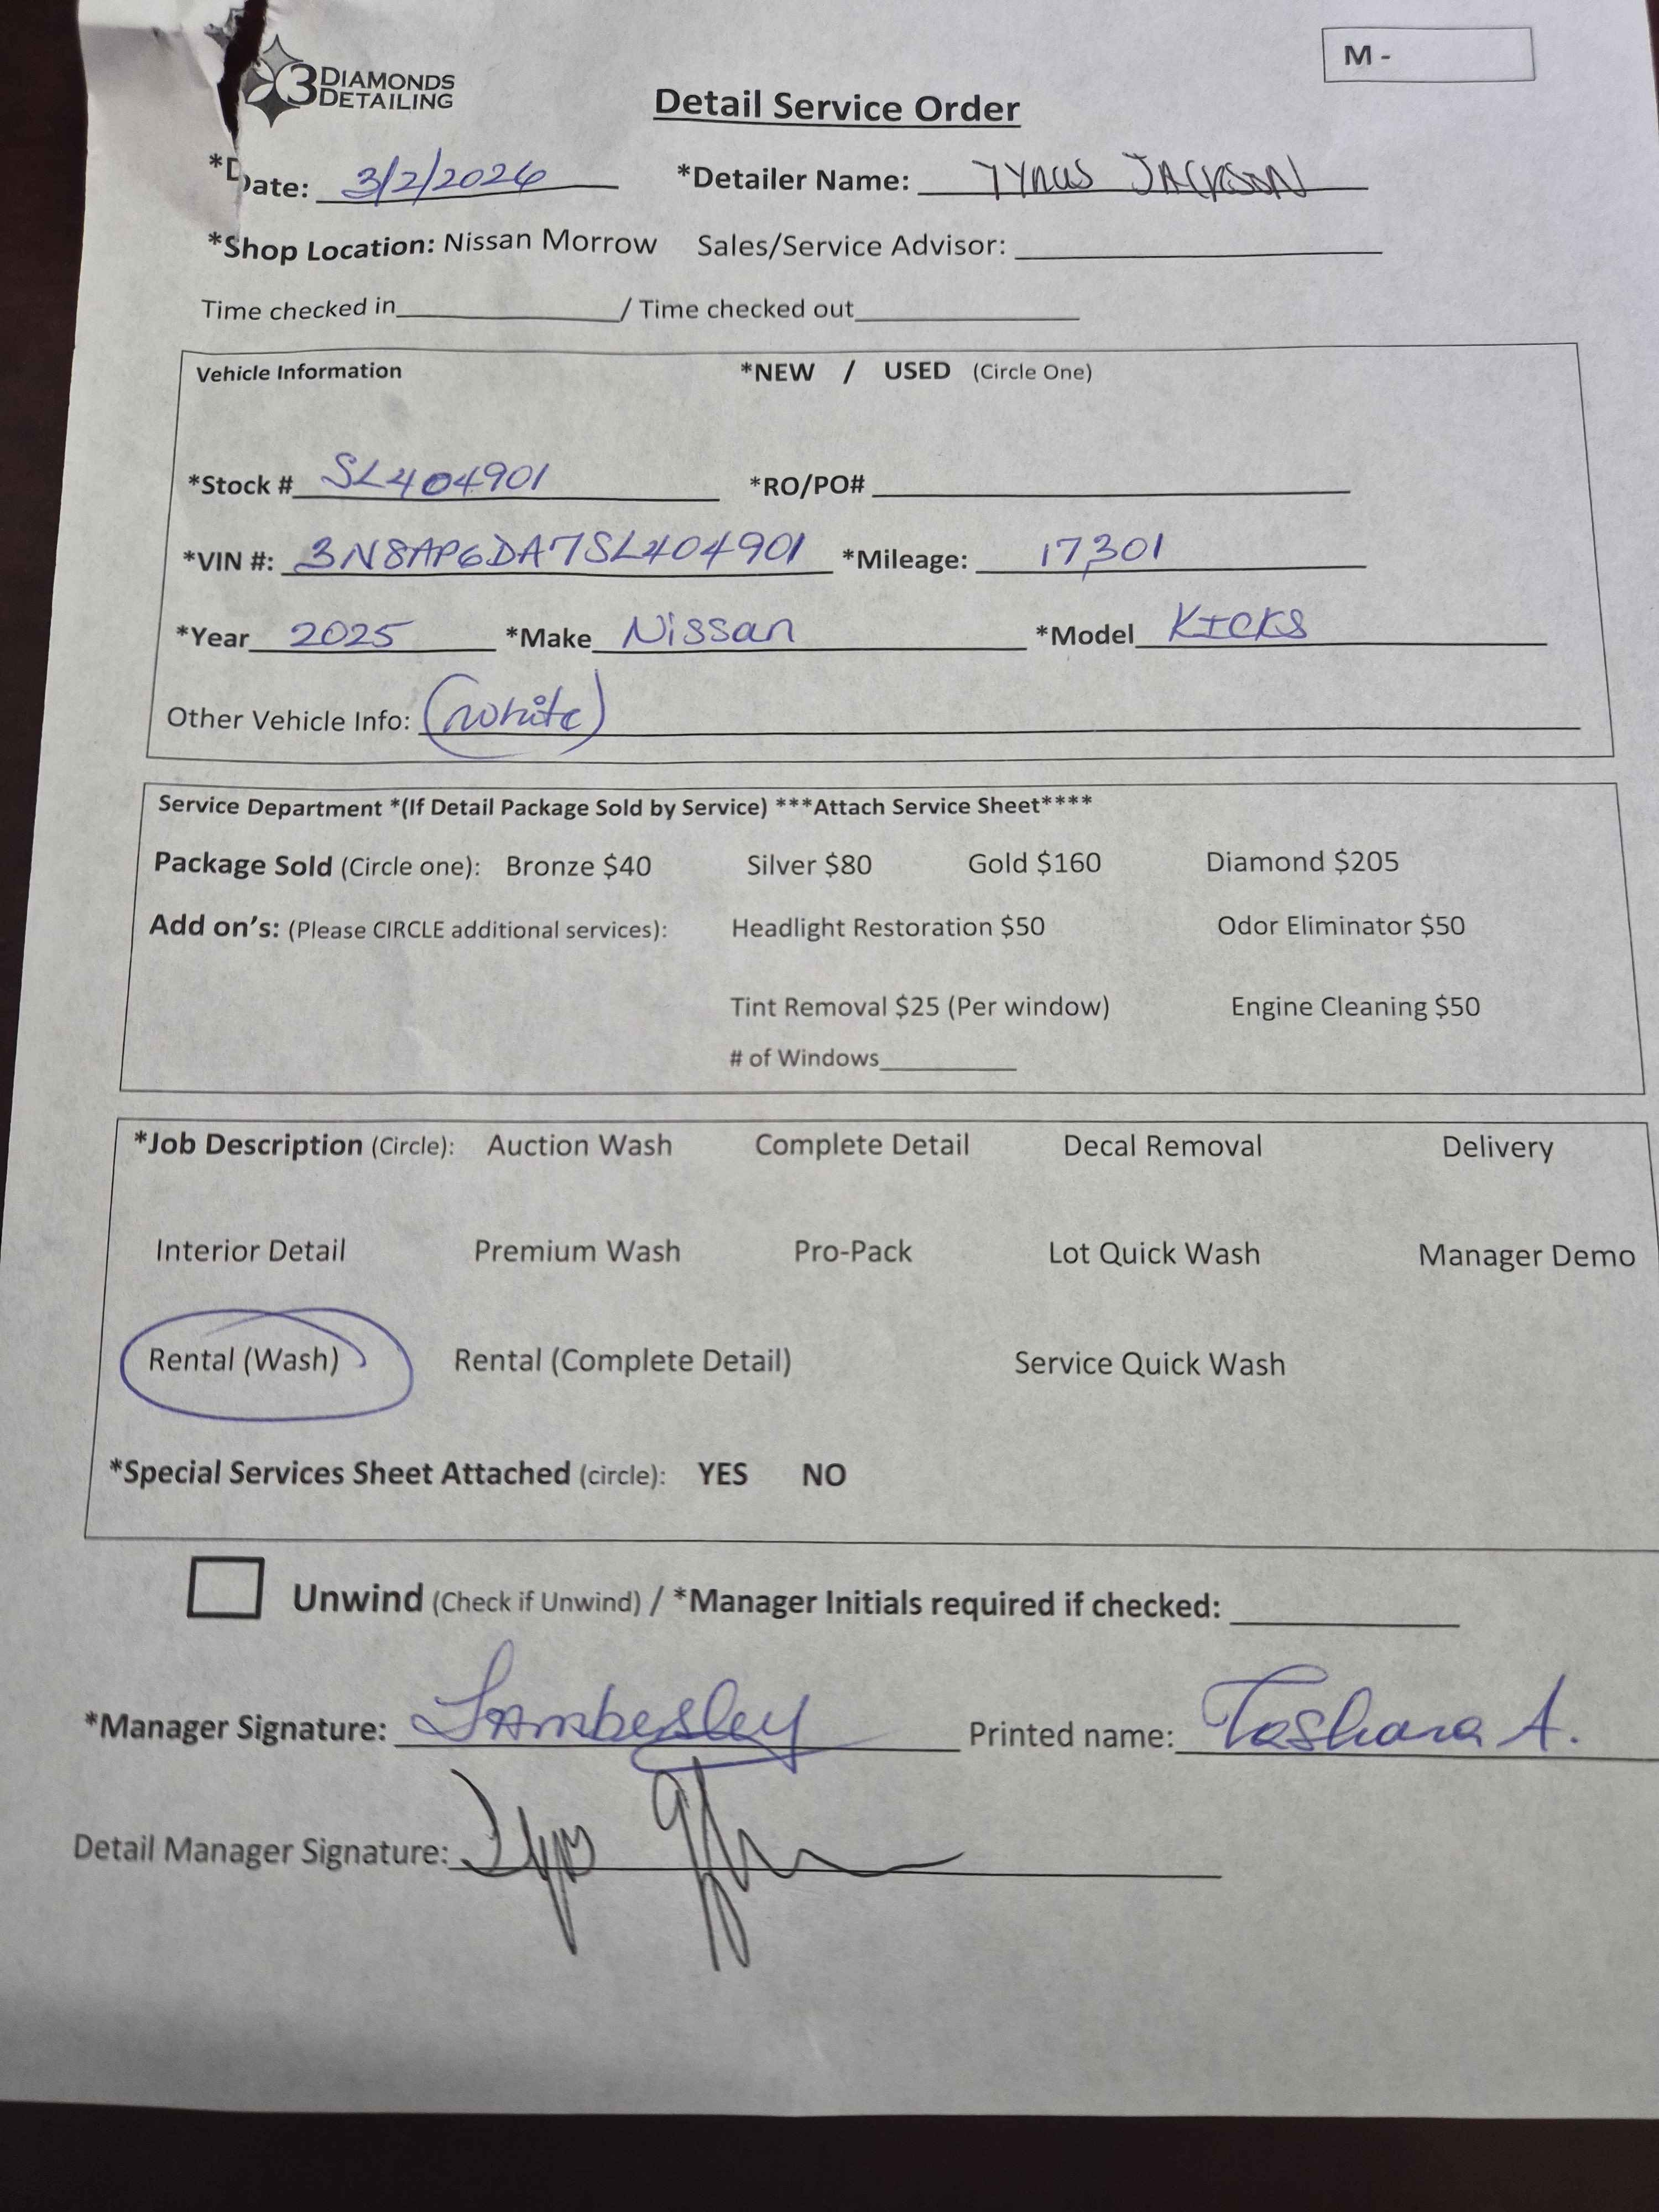 3 DIAMONDS DETAILING
M -
Detail Service Order
*Date: 3/2/2026 *Detailer Name: TYRUS JACKSON
*Shop Location: Nissan Morrow Sales/Service Advisor:
Time checked in / Time checked out
Vehicle Information *NEW / USED (Circle One)
*Stock # SL404901 *RO/PO#
*VIN #: 3N8AP6DA7SL404901 *Mileage: 17,301
*Year 2025 *Make Nissan *Model KICKS
Other Vehicle Info: (white)
Service Department *(If Detail Package Sold by Service) ***Attach Service Sheet****
Package Sold (Circle one): Bronze $40 Silver $80 Gold $160 Diamond $205
Add on's: (Please CIRCLE additional services): Headlight Restoration $50 Odor Eliminator $50
Tint Removal $25 (Per window) Engine Cleaning $50
# of Windows
*Job Description (Circle): Auction Wash Complete Detail Decal Removal Delivery
Interior Detail Premium Wash Pro-Pack Lot Quick Wash Manager Demo
Rental (Wash) Rental (Complete Detail) Service Quick Wash
*Special Services Sheet Attached (circle): YES NO
Unwind (Check if Unwind) / *Manager Initials required if checked:
*Manager Signature: Printed name: Tashara A.
Detail Manager Signature: